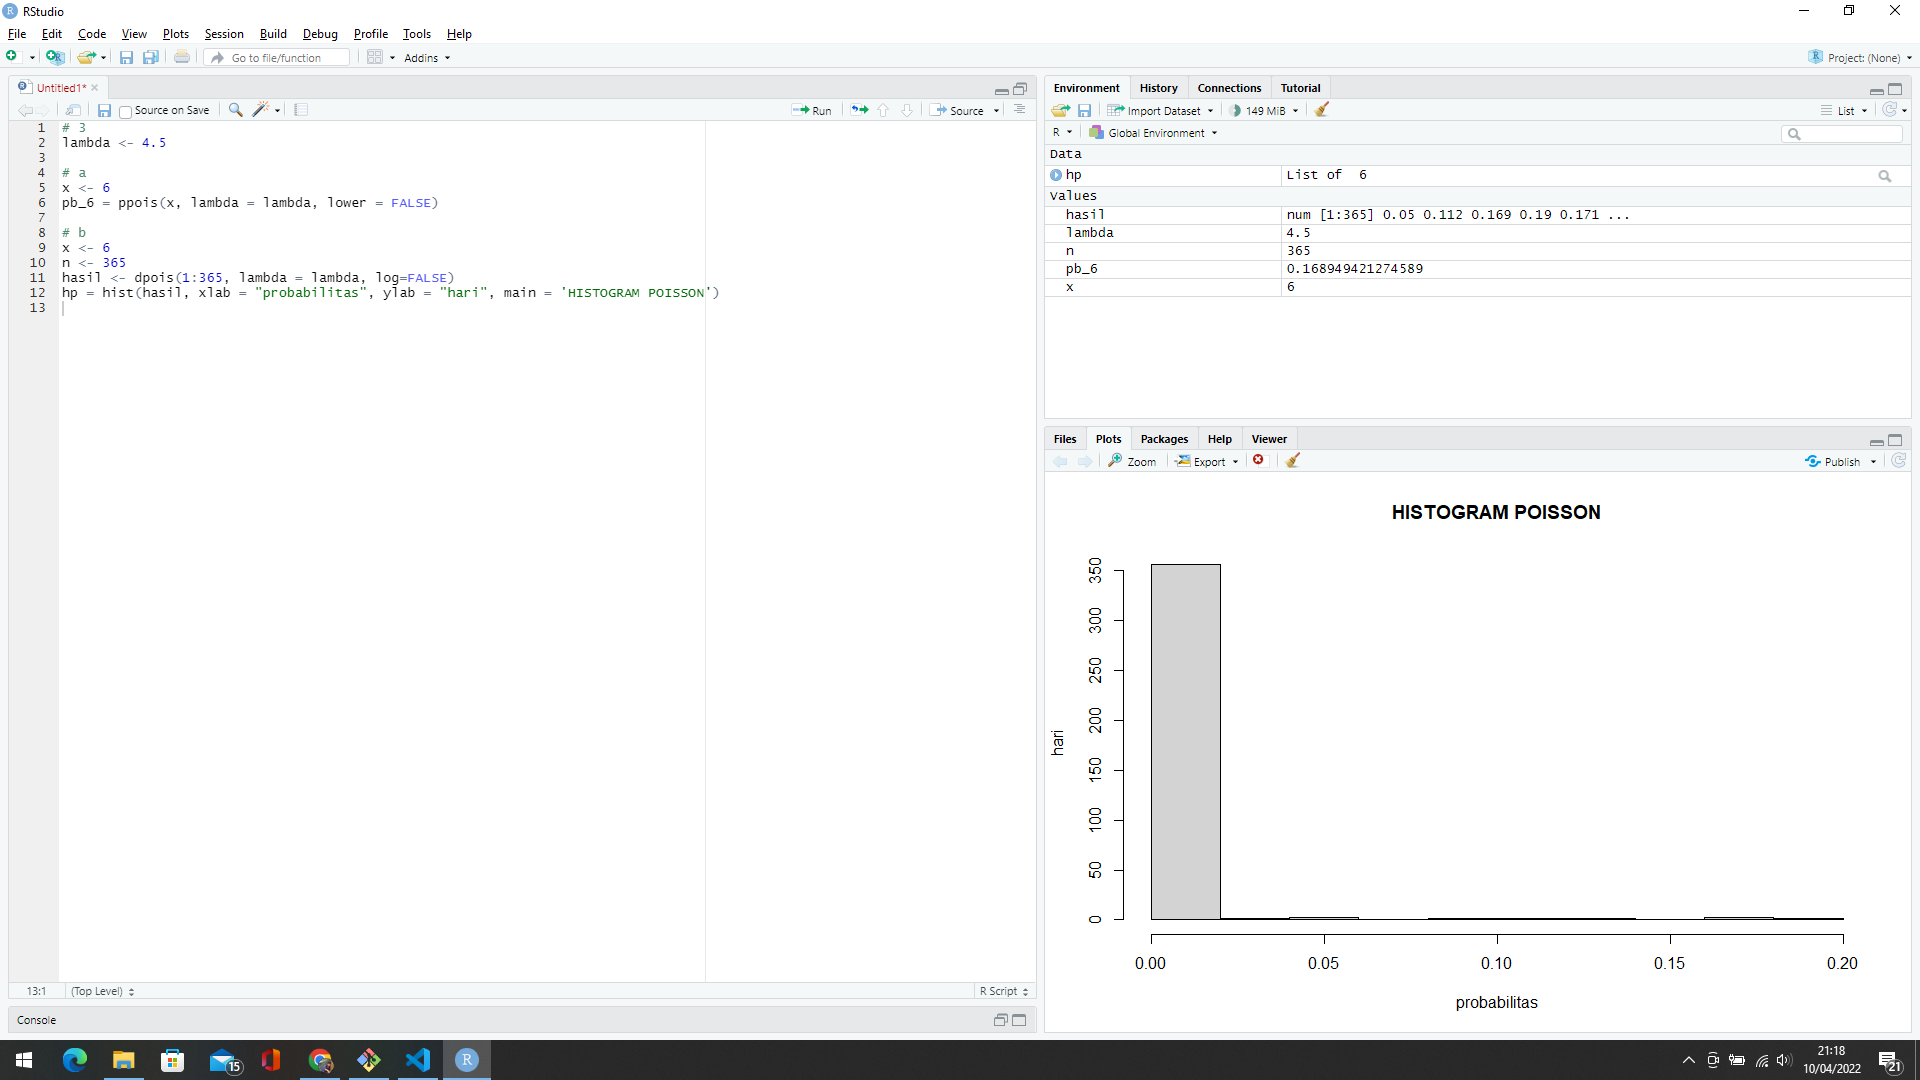 RStudio
File Edit Code View Plots Session Build Debug Profile Tools Help
Go to file/function Addins Project: (None)
Untitled1*
Source on Save Run Source
1 # 3
2 lambda <- 4.5
3
4 # a
5 x <- 6
6 pb_6 = ppois(x, lambda = lambda, lower = FALSE)
7
8 # b
9 x <- 6
10 n <- 365
11 hasil <- dpois(1:365, lambda = lambda, log=FALSE)
12 hp = hist(hasil, xlab = "probabilitas", ylab = "hari", main = 'HISTOGRAM POISSON')
13
13:1 (Top Level) R Script
Console
Environment History Connections Tutorial
Import Dataset 149 MiB List
R Global Environment
Data
hp List of 6
Values
hasil num [1:365] 0.05 0.112 0.169 0.19 0.171 ...
lambda 4.5
n 365
pb_6 0.168949421274589
x 6
Files Plots Packages Help Viewer
Zoom Export Publish
HISTOGRAM POISSON
hari
350
300
250
200
150
100
50
0
0.00 0.05 0.10 0.15 0.20
probabilitas
15
R
21:18
10/04/2022
21